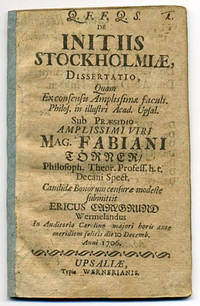 Q. F. F. Q. S.
DE
INITIIS
STOCKHOLMIÆ,
DISSERTATIO,
Quam
Ex consensu Amplissimæ facult.
Philos. in illustri Acad. Upsal.
Sub PRÆSIDIO
AMPLISSIMI VIRI
MAG. FABIANI
TÖRNER/
Philosoph. Theor. Profess. h. t.
Decani Spect.
Candidæ Bonorum censuræ modeste
submittit
ERICUS CARGRUND
Wermelandus
In Auditorio Carolino majori horis ante
meridiem solitis die 10 Decemb.
Anni 1706.
UPSALIÆ,
Typis WERNERIANIS.